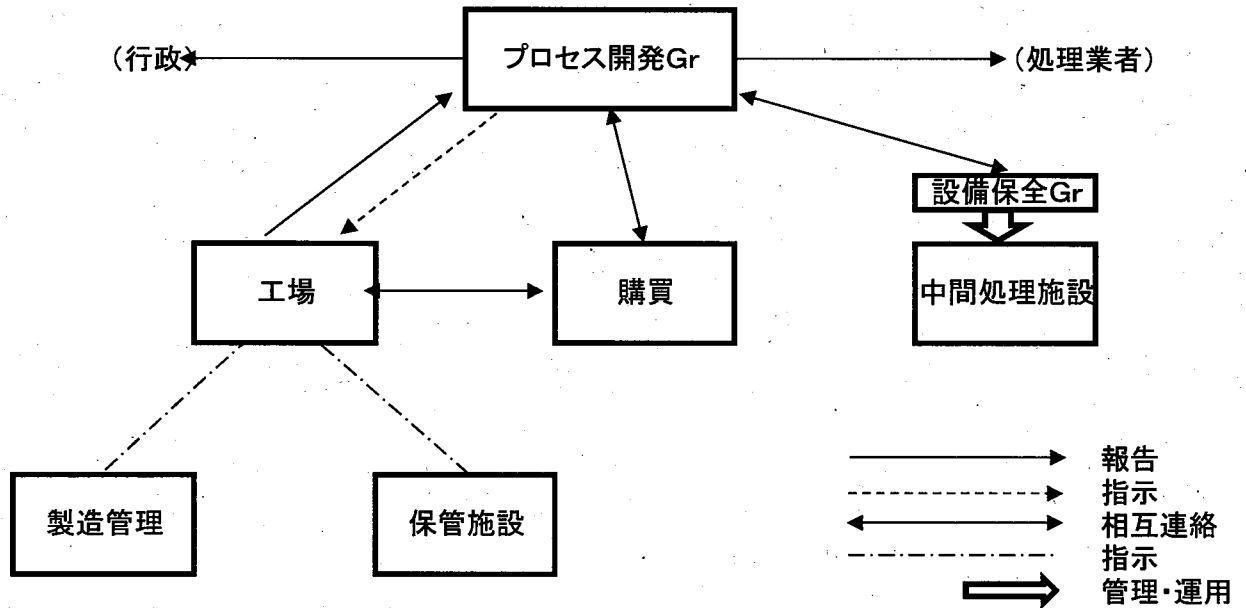 (行政)
プロセス開発Gr
(処理業者)
設備保全Gr
工場
購買
中間処理施設
製造管理
保管施設
報告
指示
相互連絡
指示
管理・運用